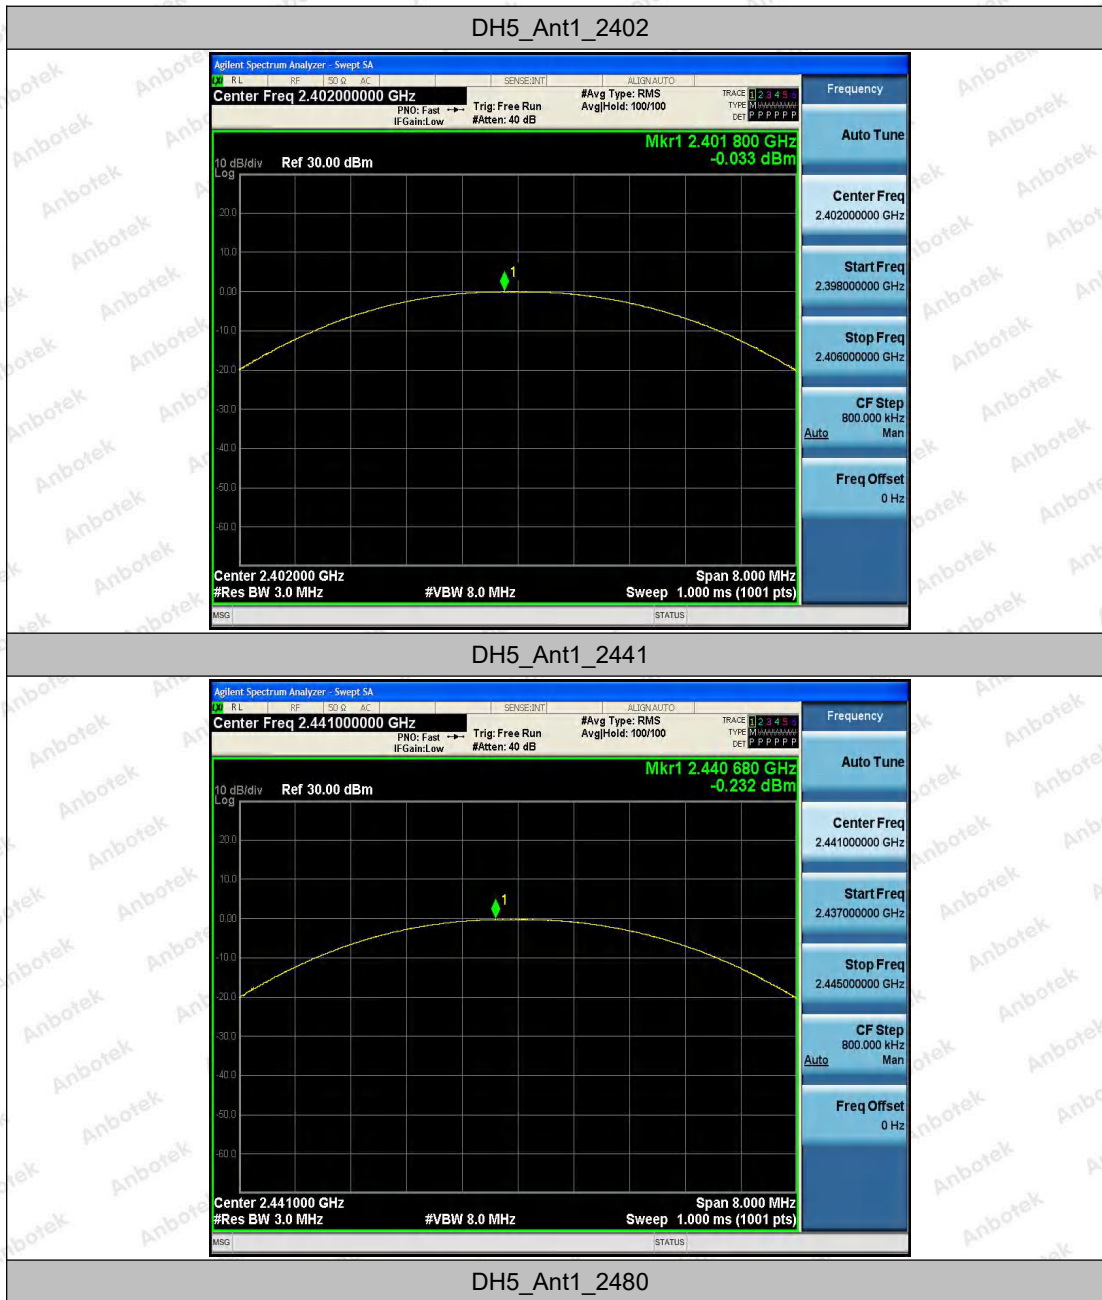 DH5_Ant1_2402
Agilent Spectrum Analyzer - Swept SA
RL RF 50 Ω AC SENSE:INT ALIGN AUTO
Center Freq 2.402000000 GHz
PNO: Fast
IFGain:Low
Trig: Free Run
#Atten: 40 dB
#Avg Type: RMS
Avg|Hold: 100/100
TRACE 1 2 3 4 5 6
TYPE M
DET P P P P P P
Mkr1 2.401 800 GHz
-0.033 dBm
10 dB/div Ref 30.00 dBm
Log
20.0
10.0
0.00
-10.0
-20.0
-30.0
-40.0
-50.0
-60.0
1
Center 2.402000 GHz
Span 8.000 MHz
#Res BW 3.0 MHz
#VBW 8.0 MHz
Sweep 1.000 ms (1001 pts)
MSG
STATUS
Frequency
Auto Tune
Center Freq
2.402000000 GHz
Start Freq
2.398000000 GHz
Stop Freq
2.406000000 GHz
CF Step
800.000 kHz
Auto Man
Freq Offset
0 Hz
DH5_Ant1_2441
Agilent Spectrum Analyzer - Swept SA
RL RF 50 Ω AC SENSE:INT ALIGN AUTO
Center Freq 2.441000000 GHz
PNO: Fast
IFGain:Low
Trig: Free Run
#Atten: 40 dB
#Avg Type: RMS
Avg|Hold: 100/100
TRACE 1 2 3 4 5 6
TYPE M
DET P P P P P P
Mkr1 2.440 680 GHz
-0.232 dBm
10 dB/div Ref 30.00 dBm
Log
20.0
10.0
0.00
-10.0
-20.0
-30.0
-40.0
-50.0
-60.0
1
Center 2.441000 GHz
Span 8.000 MHz
#Res BW 3.0 MHz
#VBW 8.0 MHz
Sweep 1.000 ms (1001 pts)
MSG
STATUS
Frequency
Auto Tune
Center Freq
2.441000000 GHz
Start Freq
2.437000000 GHz
Stop Freq
2.445000000 GHz
CF Step
800.000 kHz
Auto Man
Freq Offset
0 Hz
DH5_Ant1_2480
Anbotek